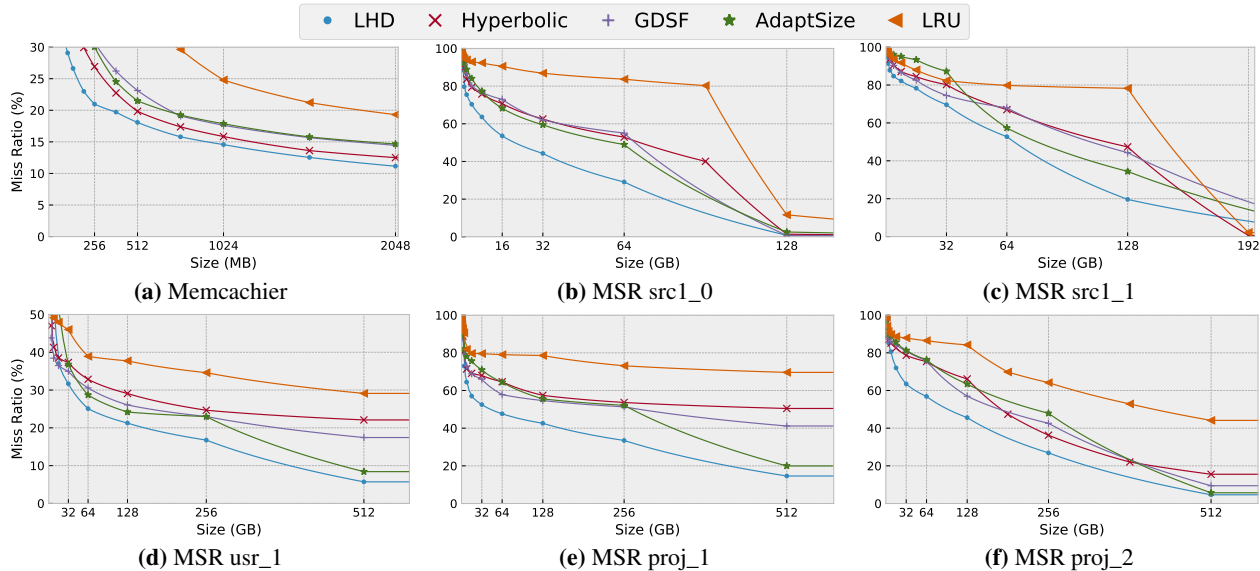 LHD Hyperbolic GDSF AdaptSize LRU
Miss Ratio (%)
30
25
20
15
10
5
0
256 512 1024 2048
Size (MB)
(a) Memcachier
100
80
60
40
20
0
16 32 64 128
Size (GB)
(b) MSR src1_0
100
80
60
40
20
0
32 64 128 192
Size (GB)
(c) MSR src1_1
Miss Ratio (%)
50
40
30
20
10
0
32 64 128 256 512
Size (GB)
(d) MSR usr_1
100
80
60
40
20
0
32 64 128 256 512
Size (GB)
(e) MSR proj_1
100
80
60
40
20
0
32 64 128 256 512
Size (GB)
(f) MSR proj_2